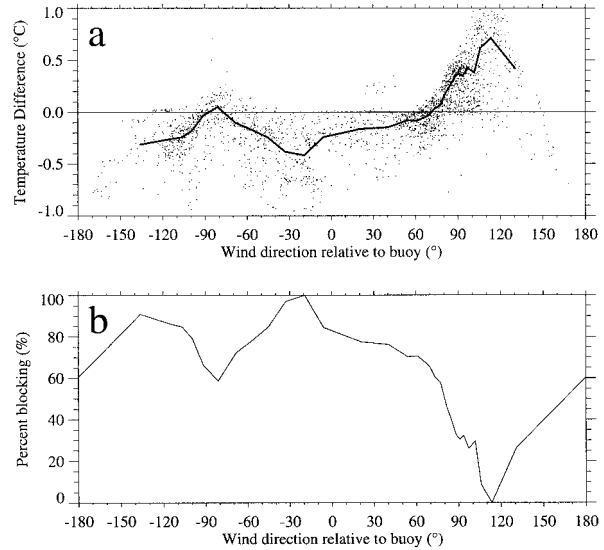 a
Temperature Difference (°C)
1.0
0.5
0.0
-0.5
-1.0
-180 -150 -120 -90 -60 -30 0 30 60 90 120 150 180
Wind direction relative to buoy (°)
b
Percent blocking (%)
100
80
60
40
20
0
-180 -150 -120 -90 -60 -30 0 30 60 90 120 150 180
Wind direction relative to buoy (°)